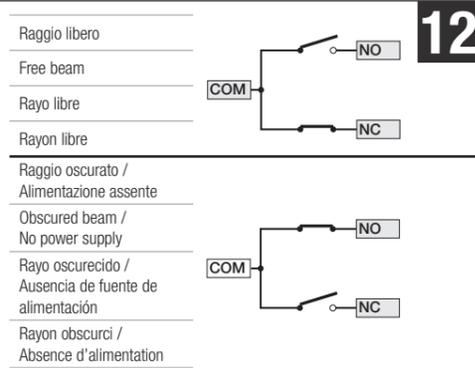 12
Raggio libero
Free beam
Rayo libre
Rayon libre
NO
COM
NC
Raggio oscurato /
Alimentazione assente
Obscured beam /
No power supply
Rayo oscurecido /
Ausencia de fuente de
alimentación
Rayon obscurci /
Absence d'alimentation
NO
COM
NC